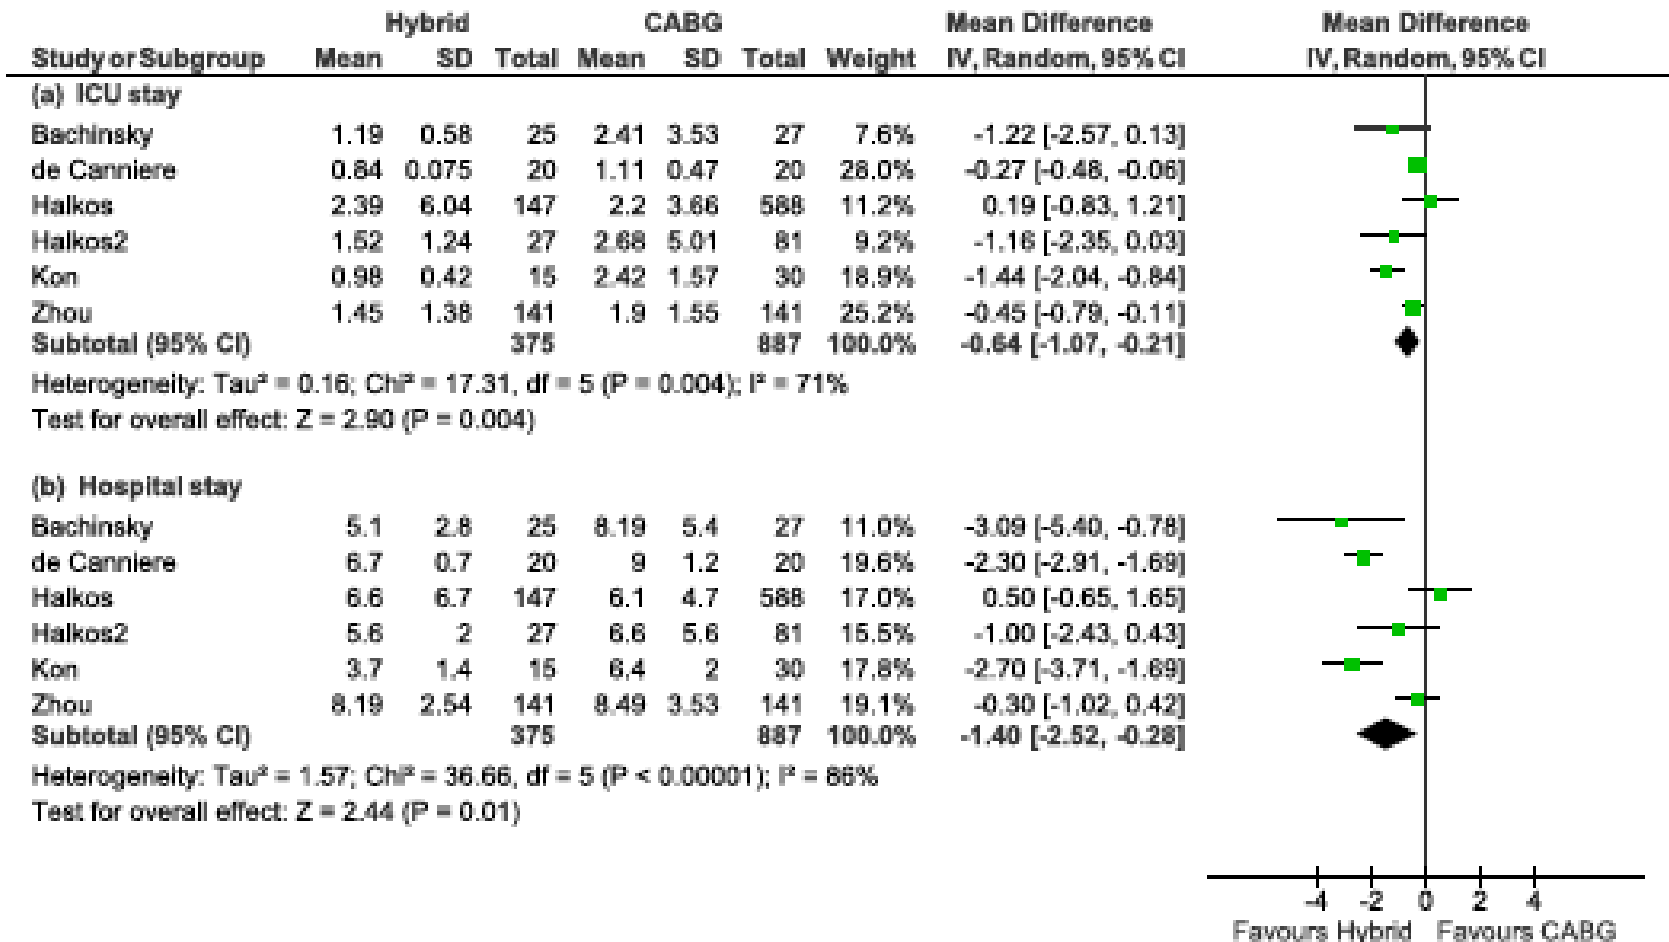 Hybrid CABG Mean Difference Mean Difference
Study or Subgroup Mean SD Total Mean SD Total Weight IV, Random, 95% CI IV, Random, 95% CI
(a) ICU stay
Bachinsky 1.19 0.58 25 2.41 3.53 27 7.6% -1.22 [-2.57, 0.13]
de Canniere 0.84 0.075 20 1.11 0.47 20 28.0% -0.27 [-0.48, -0.06]
Halkos 2.39 6.04 147 2.2 3.66 588 11.2% 0.19 [-0.83, 1.21]
Halkos2 1.52 1.24 27 2.68 5.01 81 9.2% -1.16 [-2.35, 0.03]
Kon 0.98 0.42 15 2.42 1.57 30 18.9% -1.44 [-2.04, -0.84]
Zhou 1.45 1.38 141 1.9 1.55 141 25.2% -0.45 [-0.79, -0.11]
Subtotal (95% CI) 375 887 100.0% -0.64 [-1.07, -0.21]
Heterogeneity: Tau² = 0.16; Chi² = 17.31, df = 5 (P = 0.004); I² = 71%
Test for overall effect: Z = 2.90 (P = 0.004)
(b) Hospital stay
Bachinsky 5.1 2.8 25 8.19 5.4 27 11.0% -3.09 [-5.40, -0.78]
de Canniere 6.7 0.7 20 9 1.2 20 19.6% -2.30 [-2.91, -1.69]
Halkos 6.6 6.7 147 6.1 4.7 588 17.0% 0.50 [-0.65, 1.65]
Halkos2 5.6 2 27 6.6 5.6 81 15.5% -1.00 [-2.43, 0.43]
Kon 3.7 1.4 15 6.4 2 30 17.8% -2.70 [-3.71, -1.69]
Zhou 8.19 2.54 141 8.49 3.53 141 19.1% -0.30 [-1.02, 0.42]
Subtotal (95% CI) 375 887 100.0% -1.40 [-2.52, -0.28]
Heterogeneity: Tau² = 1.57; Chi² = 36.66, df = 5 (P < 0.00001); I² = 86%
Test for overall effect: Z = 2.44 (P = 0.01)
-4 -2 0 2 4
Favours Hybrid Favours CABG